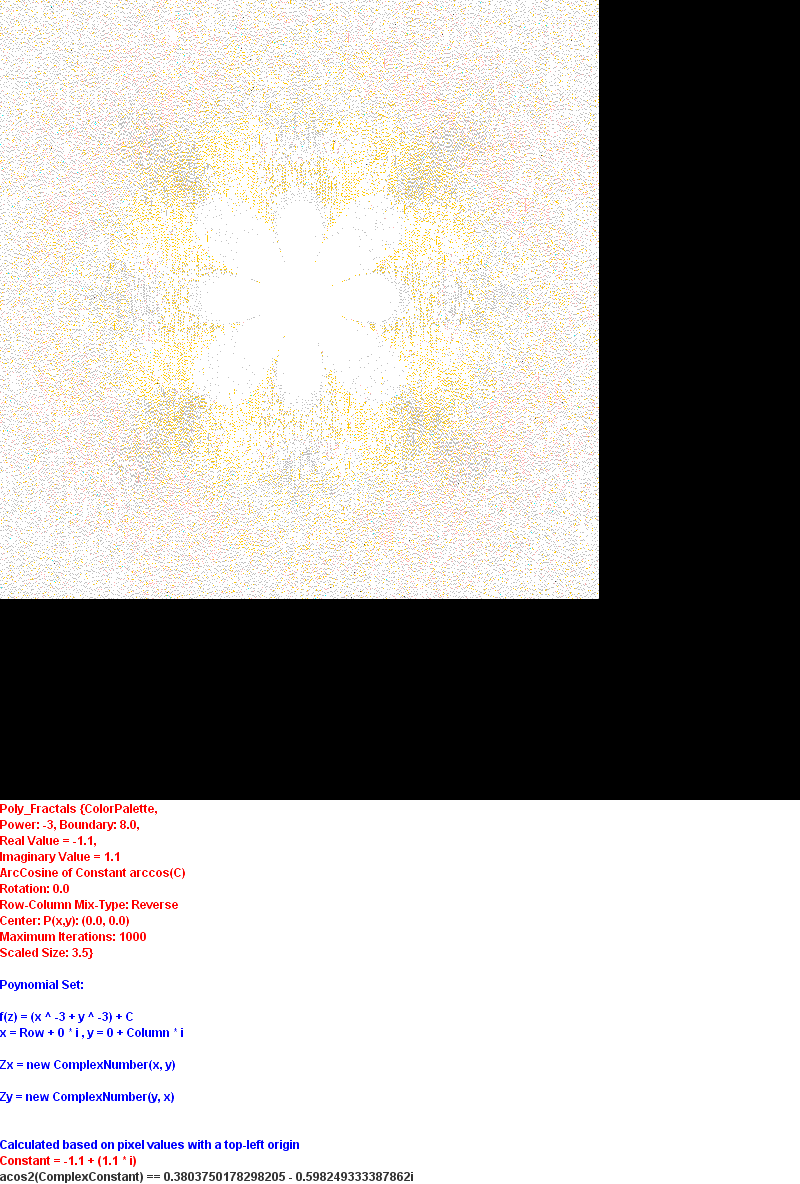 Poly_Fractals {ColorPalette,
Power: -3, Boundary: 8.0,
Real Value = -1.1,
Imaginary Value = 1.1
ArcCosine of Constant arccos(C)
Rotation: 0.0
Row-Column Mix-Type: Reverse
Center: P(x,y): (0.0, 0.0)
Maximum Iterations: 1000
Scaled Size: 3.5}
Poynomial Set:
f(z) = (x ^ -3 + y ^ -3) + C
x = Row + 0 * i , y = 0 + Column * i
Zx = new ComplexNumber(x, y)
Zy = new ComplexNumber(y, x)
Calculated based on pixel values with a top-left origin
Constant = -1.1 + (1.1 * i)
acos2(ComplexConstant) == 0.3803750178298205 - 0.598249333387862i